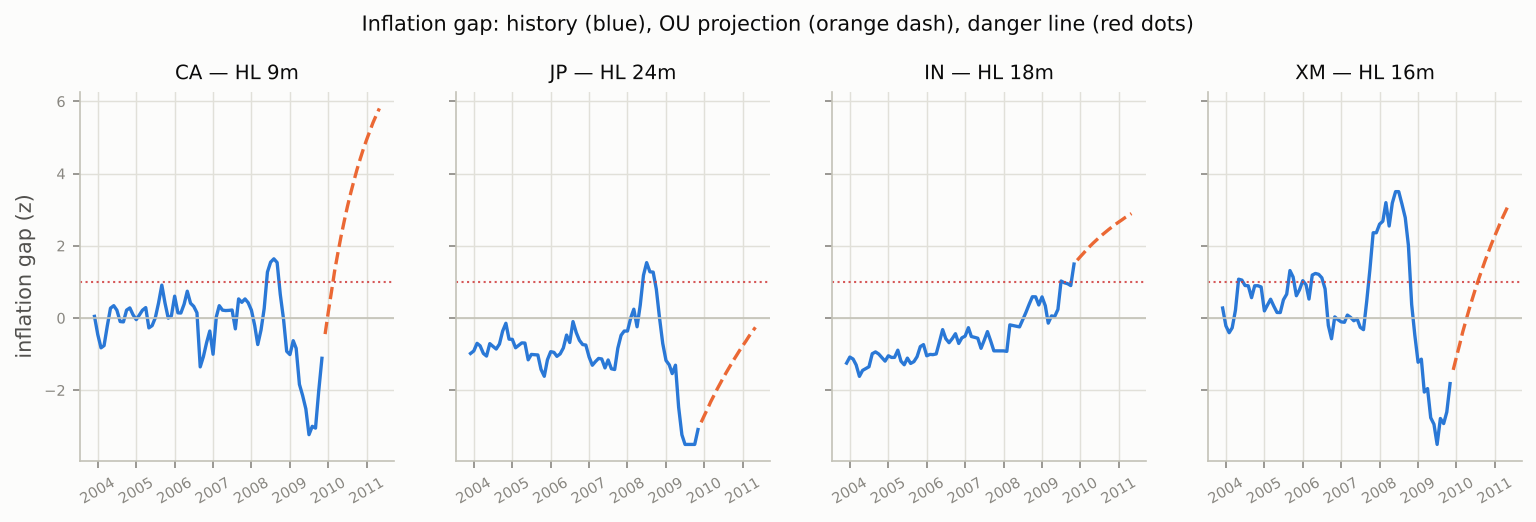 Inflation gap: history (blue), OU projection (orange dash), danger line (red dots)
CA — HL 9m
JP — HL 24m
IN — HL 18m
XM — HL 16m
inflation gap (z)
6
4
2
0
−2
2004 2005 2006 2007 2008 2009 2010 2011
2004 2005 2006 2007 2008 2009 2010 2011
2004 2005 2006 2007 2008 2009 2010 2011
2004 2005 2006 2007 2008 2009 2010 2011